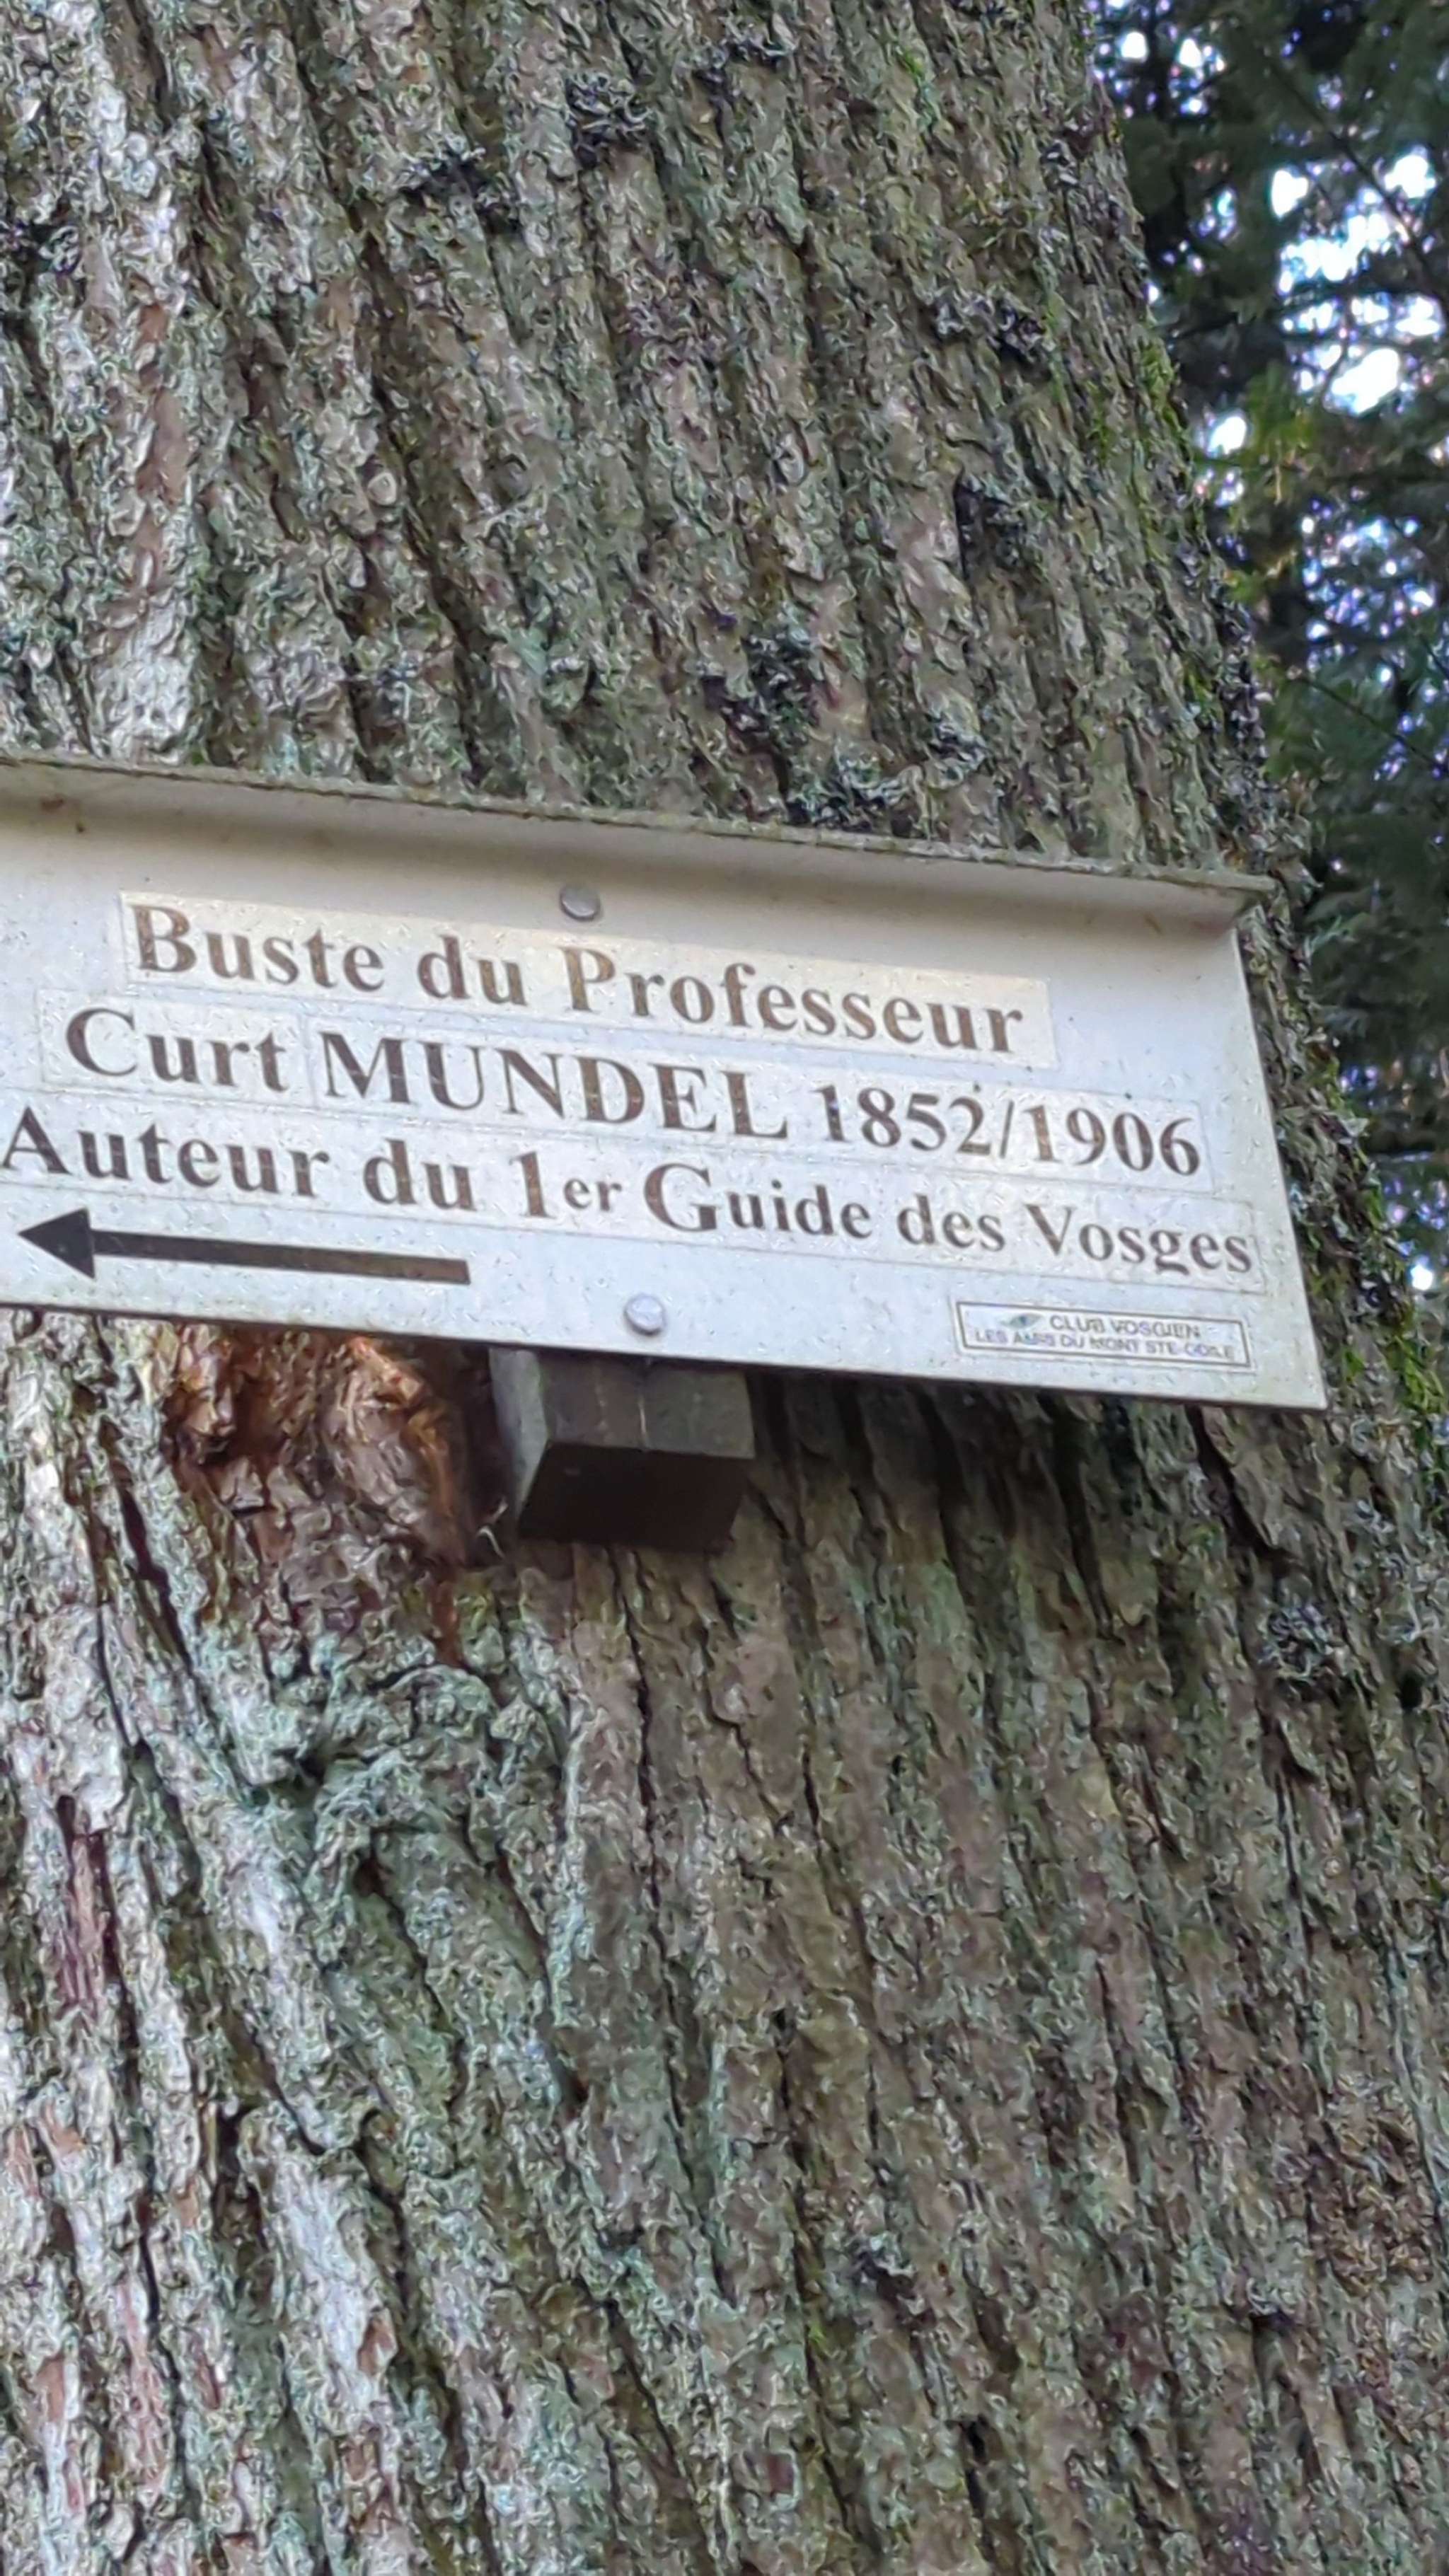 Buste du Professeur
Curt MUNDEL 1852/1906
Auteur du 1er Guide des Vosges
CLUB VOSGIEN
LES AMIS DU MONT STE-ODILE